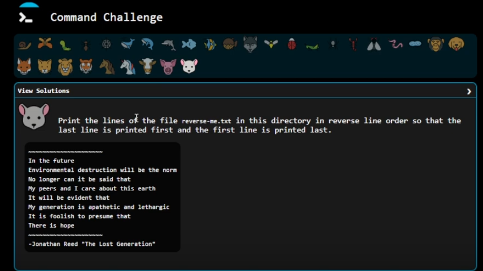 Command Challenge
View Solutions
Print the lines of the file reverse-me.txt in this directory in reverse line order so that the
last line is printed first and the first line is printed last.
~~~~~~~~~~~~~~~~~~~~
In the future
Environmental destruction will be the norm
No longer can it be said that
My peers and I care about this earth
It will be evident that
My generation is apathetic and lethargic
It is foolish to presume that
There is hope
~~~~~~~~~~~~~~~~~~~~
-Jonathan Reed "The Lost Generation"